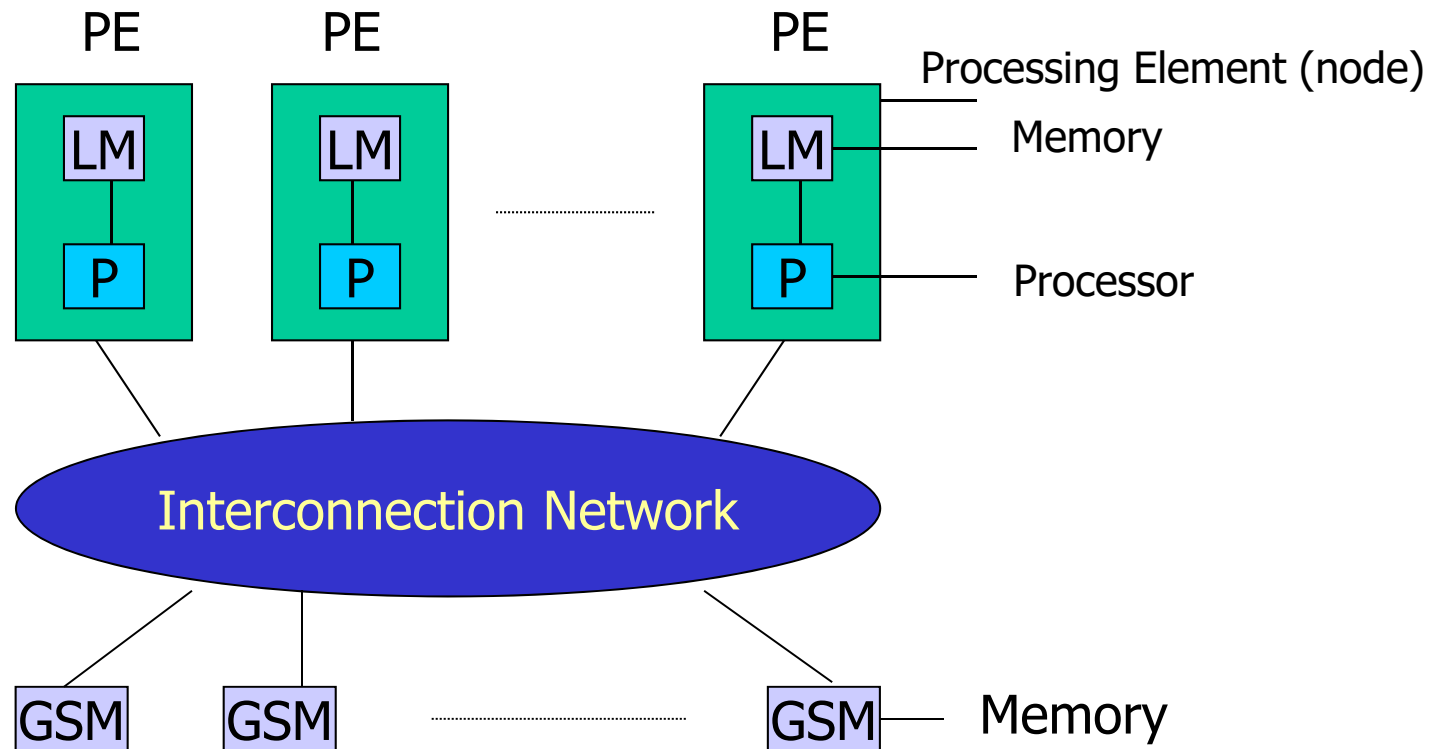 PE PE PE
Processing Element (node)
LM LM LM Memory
P P P Processor
Interconnection Network
GSM GSM GSM Memory